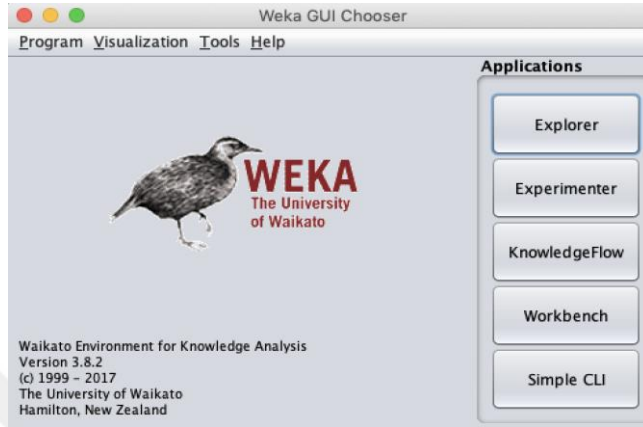 Weka GUI Chooser
Program Visualization Tools Help
Applications
Explorer
WEKA
The University
of Waikato
Experimenter
KnowledgeFlow
Workbench
Simple CLI
Waikato Environment for Knowledge Analysis
Version 3.8.2
(c) 1999 - 2017
The University of Waikato
Hamilton, New Zealand